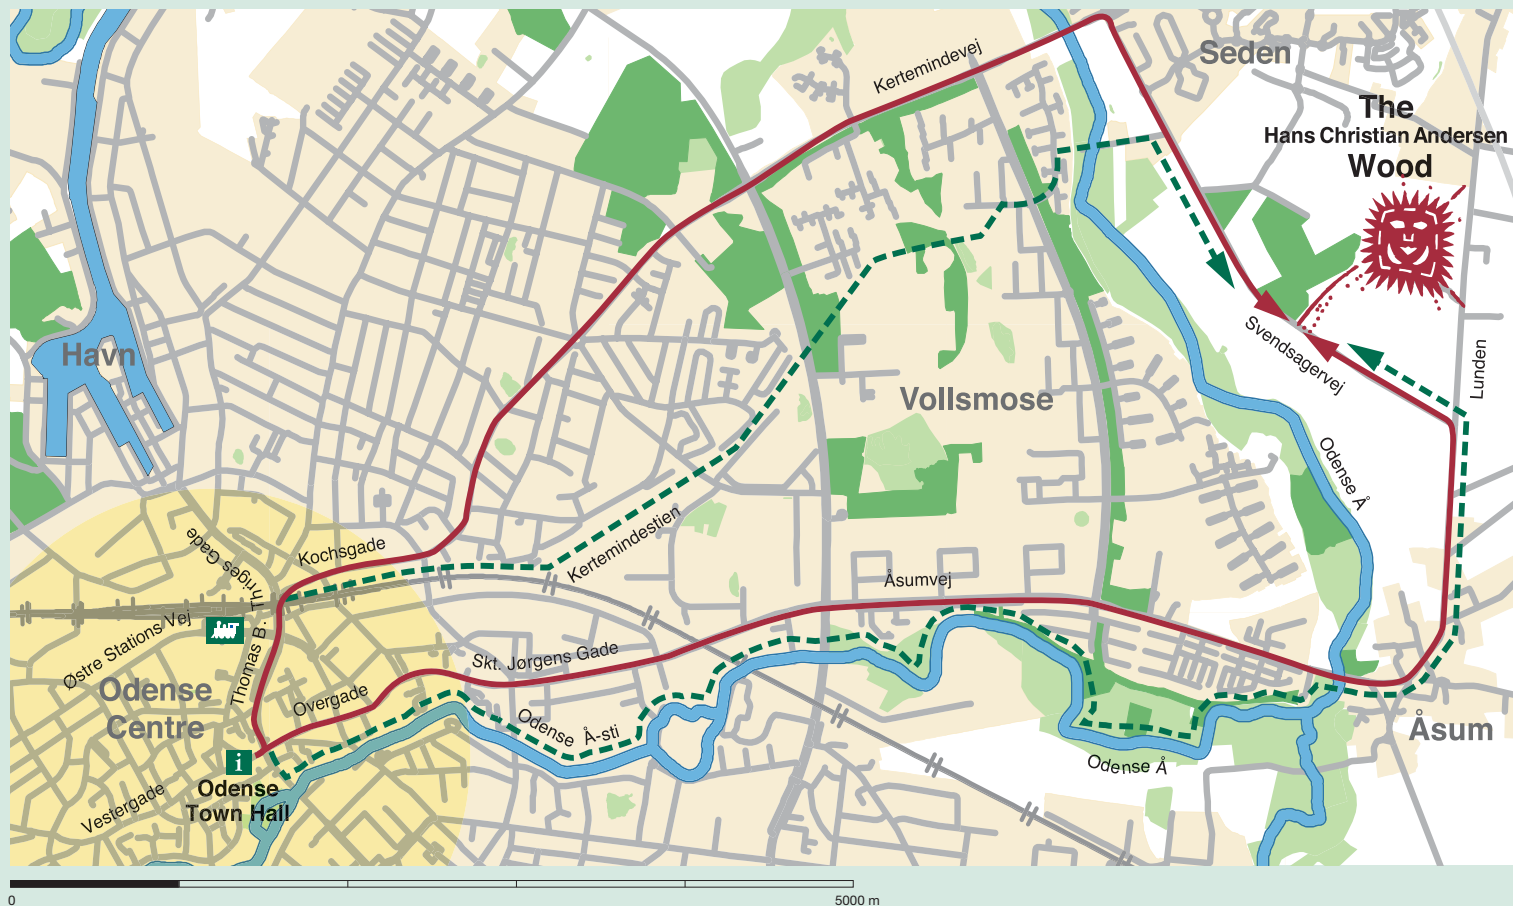 Seden
The
Hans Christian Andersen
Wood
Kertemindevej
Havn
Vollsmose
Svendsagervej
Lunden
Odense Å
Kertemindestien
Kochsgade
Thomas B. Thriges Gade
Østre Stations Vej
Åsumvej
Skt. Jørgens Gade
Overgade
Odense
Centre
Odense Å-sti
Odense Å
Åsum
i
Odense
Town Hall
Vestergade
0
5000 m